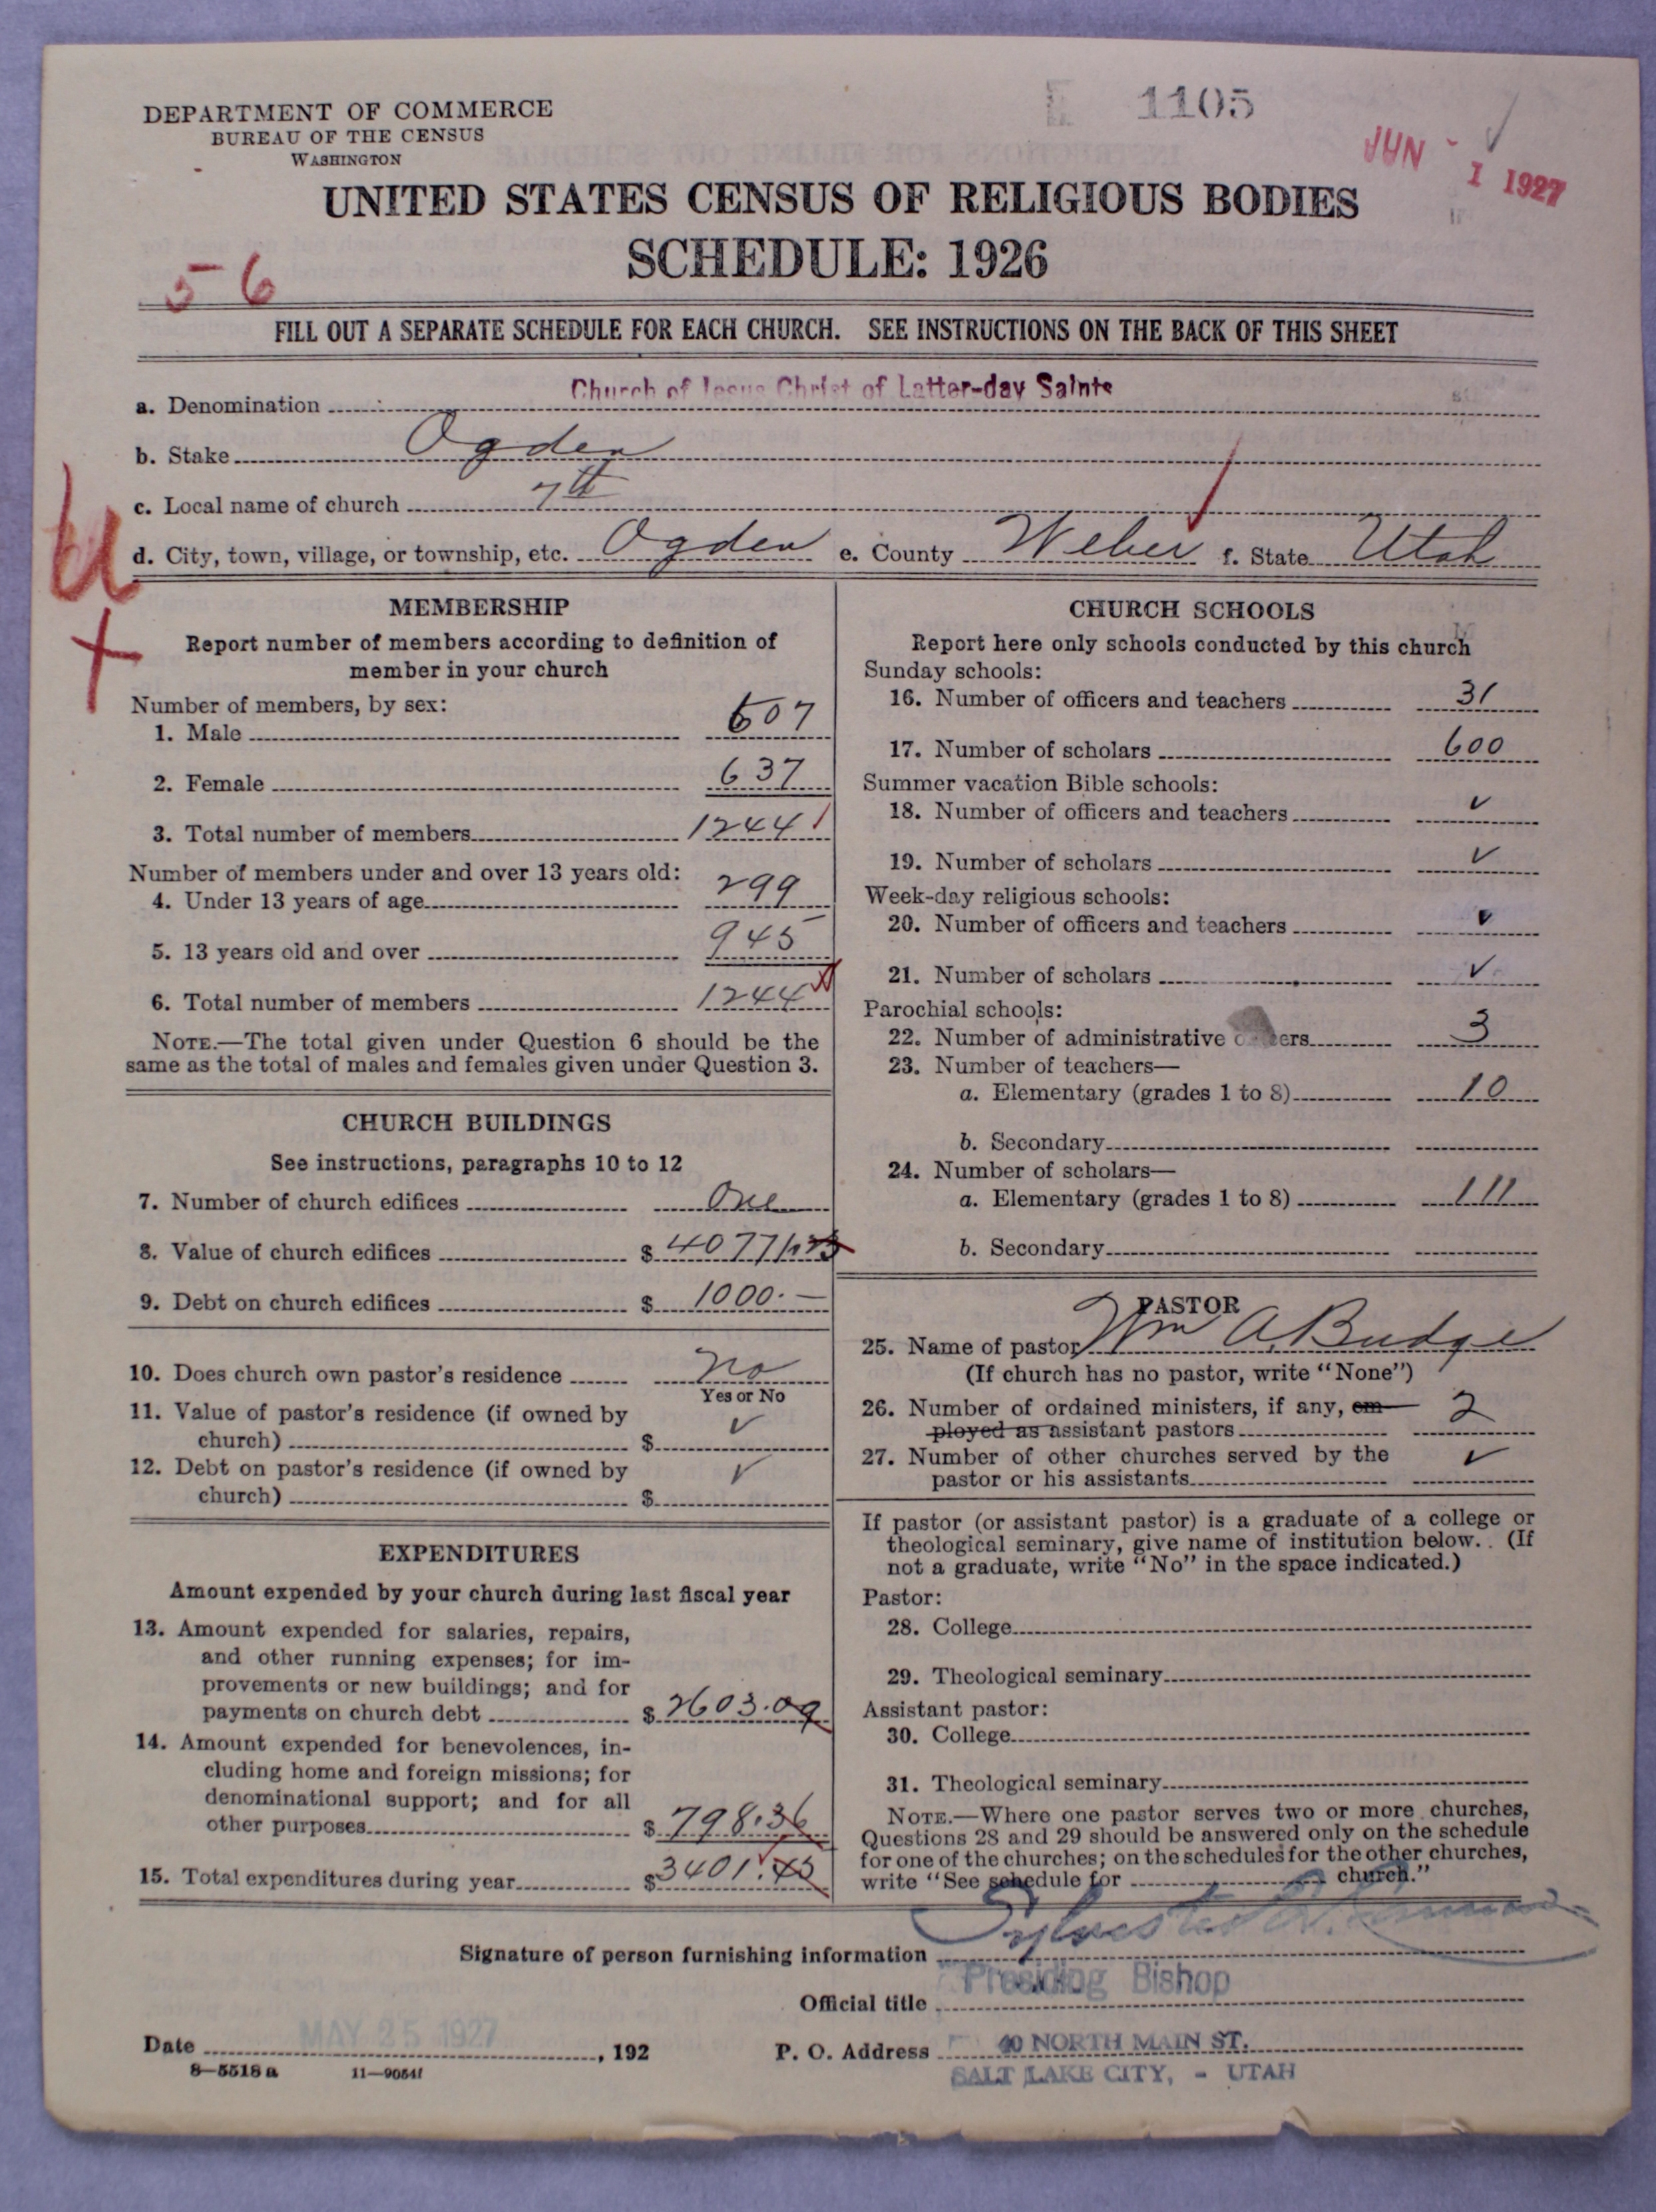 1105
DEPARTMENT OF COMMERCE
BUREAU OF THE CENSUS
WASHINGTON
JUN - 1 1927
UNITED STATES CENSUS OF RELIGIOUS BODIES
SCHEDULE: 1926
56
FILL OUT A SEPARATE SCHEDULE FOR EACH CHURCH. SEE INSTRUCTIONS ON THE BACK OF THIS SHEET
a. Denomination Church of Jesus Christ of Latter-day Saints
b. Stake Ogden
c. Local name of church 7th
d. City, town, village, or township, etc. Ogden e. County Weber f. State Utah
MEMBERSHIP
Report number of members according to definition of
member in your church
Number of members, by sex:
1. Male 607
2. Female 637
3. Total number of members 1244
Number of members under and over 13 years old:
4. Under 13 years of age 299
5. 13 years old and over 945
6. Total number of members 1244
NOTE.—The total given under Question 6 should be the
same as the total of males and females given under Question 3.
CHURCH BUILDINGS
See instructions, paragraphs 10 to 12
7. Number of church edifices One
8. Value of church edifices $ 40771
9. Debt on church edifices $ 1000.—
10. Does church own pastor's residence no
Yes or No
11. Value of pastor's residence (if owned by
church) $ ✓
12. Debt on pastor's residence (if owned by
church) $ ✓
EXPENDITURES
Amount expended by your church during last fiscal year
13. Amount expended for salaries, repairs,
and other running expenses; for im-
provements or new buildings; and for
payments on church debt $ 2603.09
14. Amount expended for benevolences, in-
cluding home and foreign missions; for
denominational support; and for all
other purposes $ 798.36
15. Total expenditures during year $ 3401.45
CHURCH SCHOOLS
Report here only schools conducted by this church
Sunday schools:
16. Number of officers and teachers 31
17. Number of scholars 600
Summer vacation Bible schools:
18. Number of officers and teachers ✓
19. Number of scholars ✓
Week-day religious schools:
20. Number of officers and teachers ✓
21. Number of scholars ✓
Parochial schools:
22. Number of administrative officers 3
23. Number of teachers—
a. Elementary (grades 1 to 8) 10
b. Secondary
24. Number of scholars—
a. Elementary (grades 1 to 8) 111
b. Secondary
PASTOR
25. Name of pastor Wm A. Budge
(If church has no pastor, write "None")
26. Number of ordained ministers, if any, em-
ployed as assistant pastors 2
27. Number of other churches served by the
pastor or his assistants ✓
If pastor (or assistant pastor) is a graduate of a college or
theological seminary, give name of institution below. (If
not a graduate, write "No" in the space indicated.)
Pastor:
28. College
29. Theological seminary
Assistant pastor:
30. College
31. Theological seminary
NOTE.—Where one pastor serves two or more churches,
Questions 28 and 29 should be answered only on the schedule
for one of the churches; on the schedules for the other churches,
write "See schedule for church."
Signature of person furnishing information Sylvester Q. Cannon
Official title Presiding Bishop
Date MAY 25 1927, 192
P. O. Address 40 NORTH MAIN ST.
SALT LAKE CITY, - UTAH
8—5518 a 11—9054f